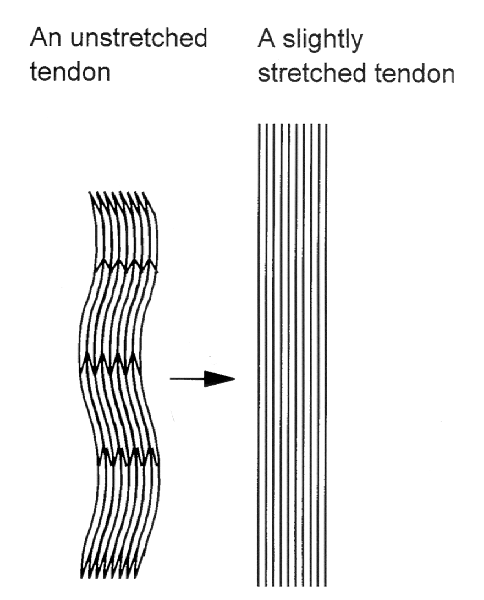 An unstretched
tendon
A slightly
stretched tendon